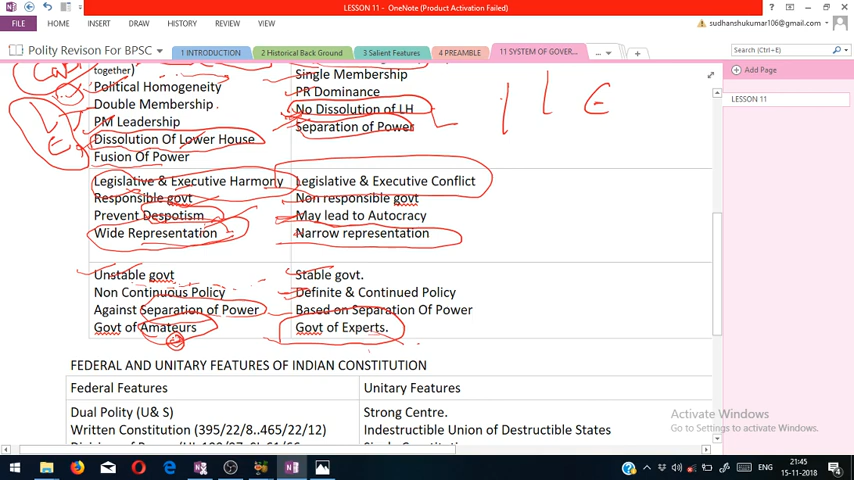 LESSON 11 - OneNote (Product Activation Failed)
FILE HOME INSERT DRAW HISTORY REVIEW VIEW
sudhanshukumar106@gmail.com
Polity Revison For BPSC
1 INTRODUCTION 2 Historical Back Ground 3 Salient Features 4 PREAMBLE 11 SYSTEM OF GOVER...
Search (Ctrl+E)
Add Page
LESSON 11
together)
Political Homogeneity
Double Membership
PM Leadership
Dissolution Of Lower House
Fusion Of Power
Single Membership
PR Dominance
No Dissolution of LH
Separation of Power
Legislative & Executive Harmony
Responsible govt
Prevent Despotism
Wide Representation
Legislative & Executive Conflict
Non responsible govt
May lead to Autocracy
Narrow representation
Unstable govt
Non Continuous Policy
Against Separation of Power
Govt of Amateurs
Stable govt.
Definite & Continued Policy
Based on Separation Of Power
Govt of Experts.
FEDERAL AND UNITARY FEATURES OF INDIAN CONSTITUTION
Federal Features
Unitary Features
Dual Polity (U& S)
Strong Centre.
Written Constitution (395/22/8..465/22/12)
Indestructible Union of Destructible States
Activate Windows
Go to Settings to activate Windows.
ENG
21:45
15-11-2018